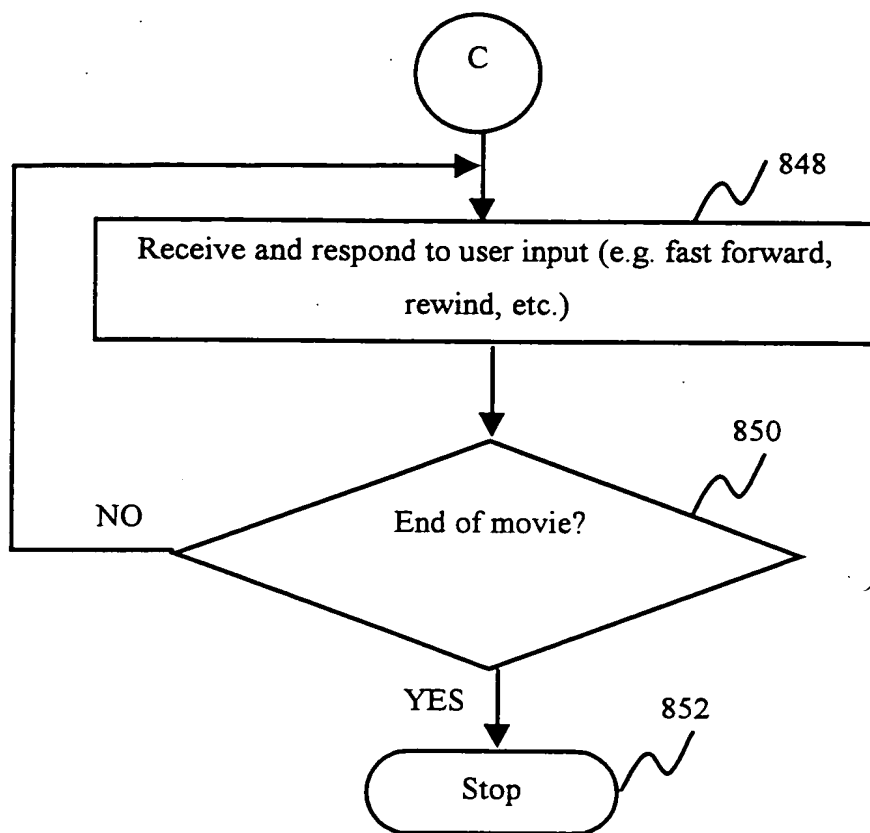 C
848
Receive and respond to user input (e.g. fast forward,
rewind, etc.)
850
NO
End of movie?
YES
852
Stop